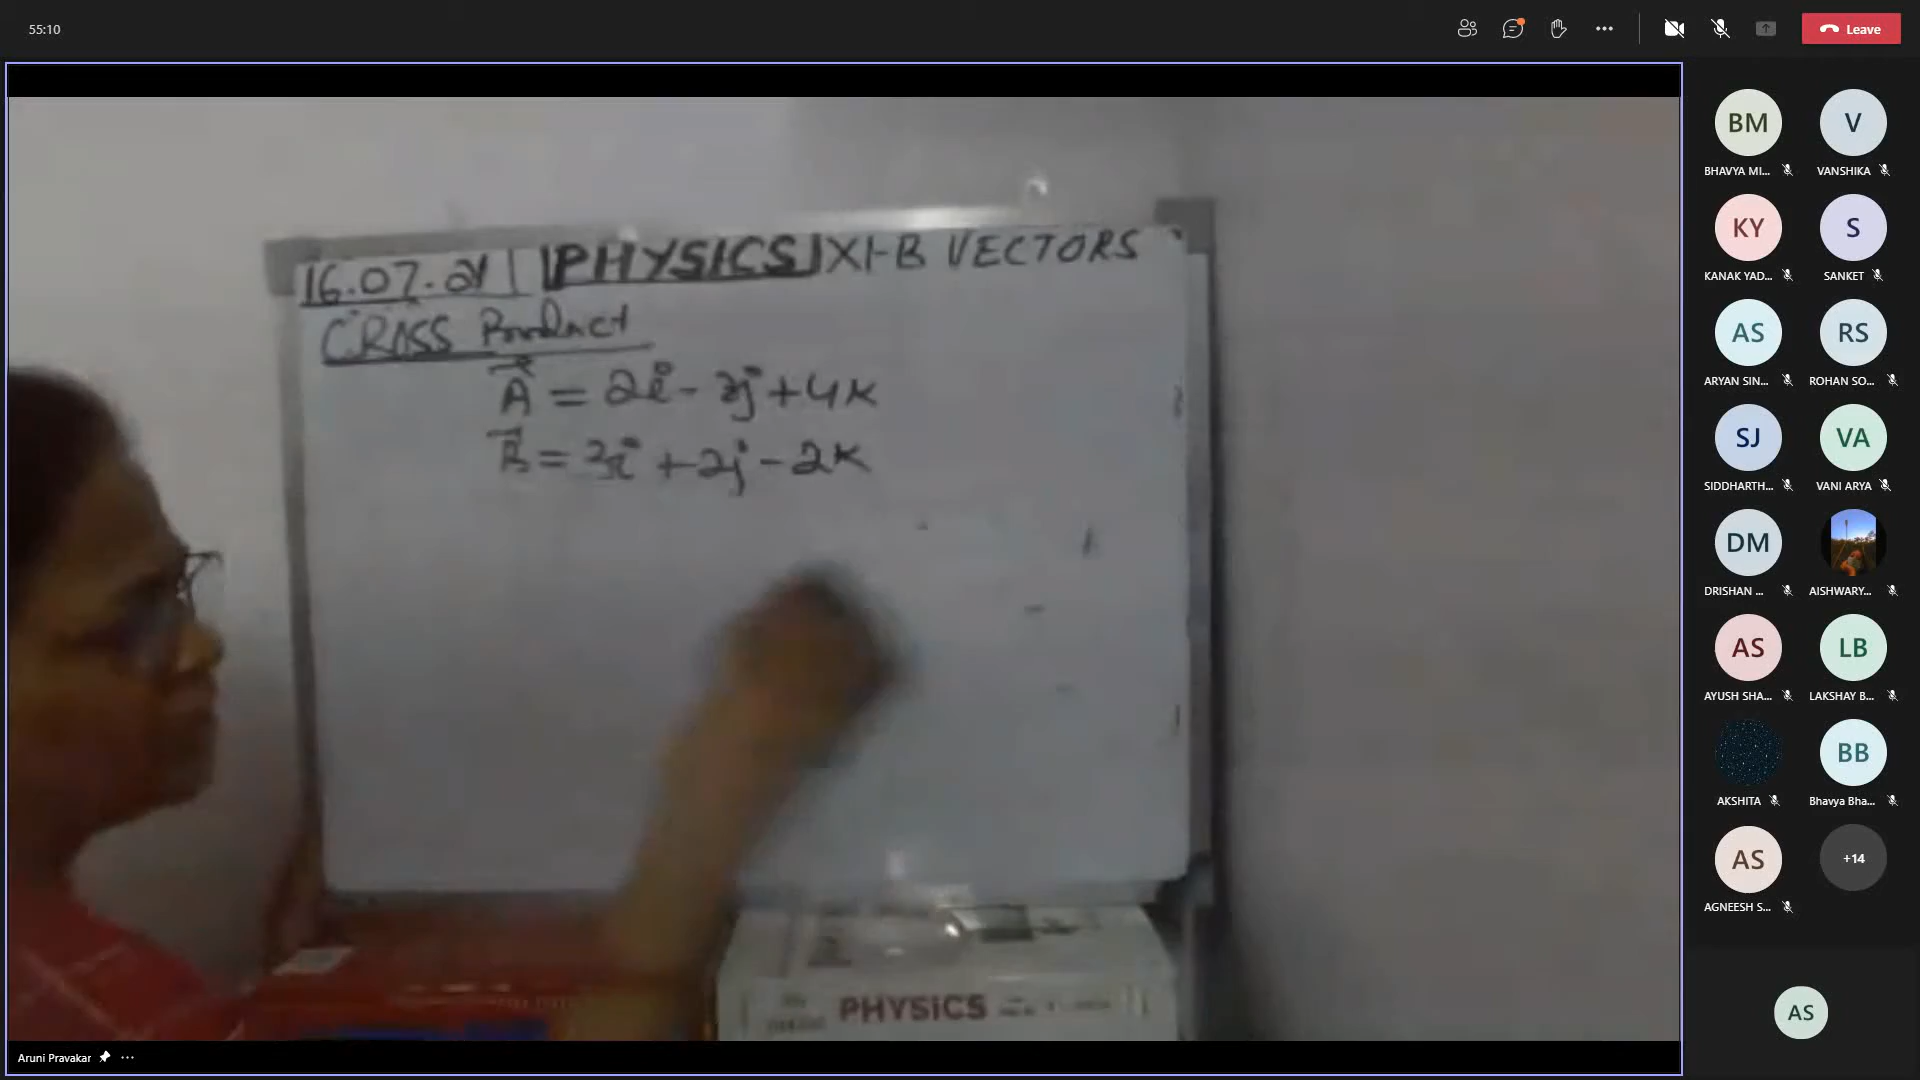 55:10
Leave
16.07.21 | PHYSICS | XI-B VECTORS
CROSS Product
A = 2i - 3j + 4k
B = 3i + 2j - 2k
PHYSICS
BM
V
BHAVYA MI...
VANSHIKA
KY
S
KANAK YAD...
SANKET
AS
RS
ARYAN SIN...
ROHAN SO...
SJ
VA
SIDDHARTH...
VANI ARYA
DM
DRISHAN ...
AISHWARY...
AS
LB
AYUSH SHA...
LAKSHAY B...
BB
AKSHITA
Bhavya Bha...
AS
+14
AGNEESH S...
AS
Aruni Pravakar